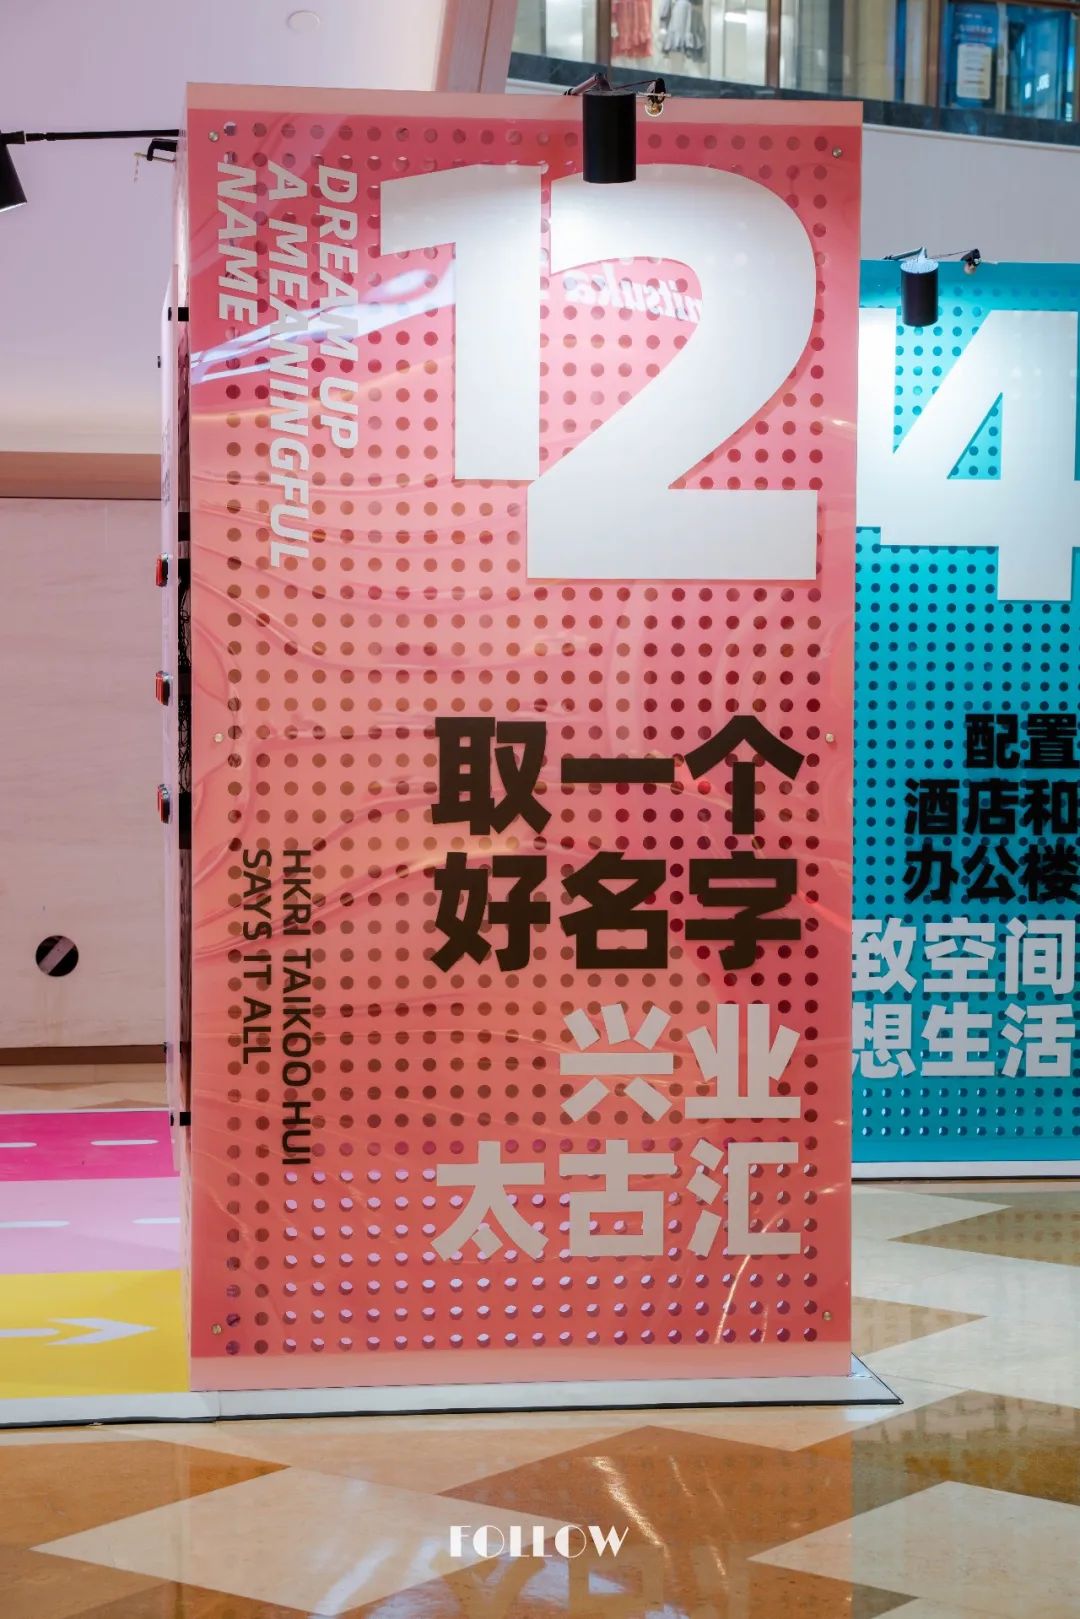 12
DREAM UP
A MEANINGFUL
NAME
取一个
好名字
兴业
太古汇
HKRI TAIKOO HUI
SAYS IT ALL
4
配置
酒店和
办公楼
致空间
想生活
FOLLOW